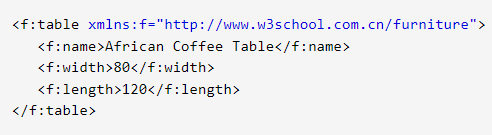 <f:table xmlns:f="http://www.w3school.com.cn/furniture">
   <f:name>African Coffee Table</f:name>
   <f:width>80</f:width>
   <f:length>120</f:length>
</f:table>